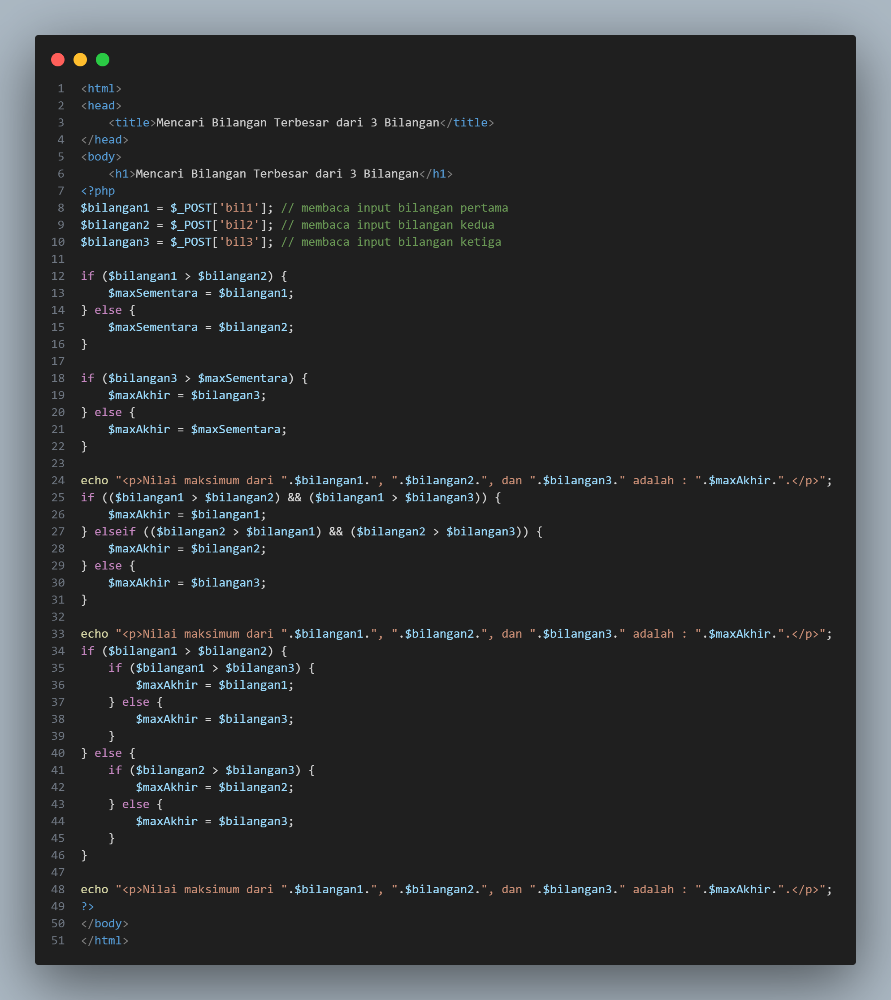 1 <html>
2 <head>
3     <title>Mencari Bilangan Terbesar dari 3 Bilangan</title>
4 </head>
5 <body>
6     <h1>Mencari Bilangan Terbesar dari 3 Bilangan</h1>
7 <?php
8 $bilangan1 = $_POST['bil1']; // membaca input bilangan pertama
9 $bilangan2 = $_POST['bil2']; // membaca input bilangan kedua
10 $bilangan3 = $_POST['bil3']; // membaca input bilangan ketiga
11
12 if ($bilangan1 > $bilangan2) {
13     $maxSementara = $bilangan1;
14 } else {
15     $maxSementara = $bilangan2;
16 }
17
18 if ($bilangan3 > $maxSementara) {
19     $maxAkhir = $bilangan3;
20 } else {
21     $maxAkhir = $maxSementara;
22 }
23
24 echo "<p>Nilai maksimum dari ".$bilangan1.", ".$bilangan2.", dan ".$bilangan3." adalah : ".$maxAkhir.".</p>";
25 if (($bilangan1 > $bilangan2) && ($bilangan1 > $bilangan3)) {
26     $maxAkhir = $bilangan1;
27 } elseif (($bilangan2 > $bilangan1) && ($bilangan2 > $bilangan3)) {
28     $maxAkhir = $bilangan2;
29 } else {
30     $maxAkhir = $bilangan3;
31 }
32
33 echo "<p>Nilai maksimum dari ".$bilangan1.", ".$bilangan2.", dan ".$bilangan3." adalah : ".$maxAkhir.".</p>";
34 if ($bilangan1 > $bilangan2) {
35     if ($bilangan1 > $bilangan3) {
36         $maxAkhir = $bilangan1;
37     } else {
38         $maxAkhir = $bilangan3;
39     }
40 } else {
41     if ($bilangan2 > $bilangan3) {
42         $maxAkhir = $bilangan2;
43     } else {
44         $maxAkhir = $bilangan3;
45     }
46 }
47
48 echo "<p>Nilai maksimum dari ".$bilangan1.", ".$bilangan2.", dan ".$bilangan3." adalah : ".$maxAkhir.".</p>";
49 ?>
50 </body>
51 </html>